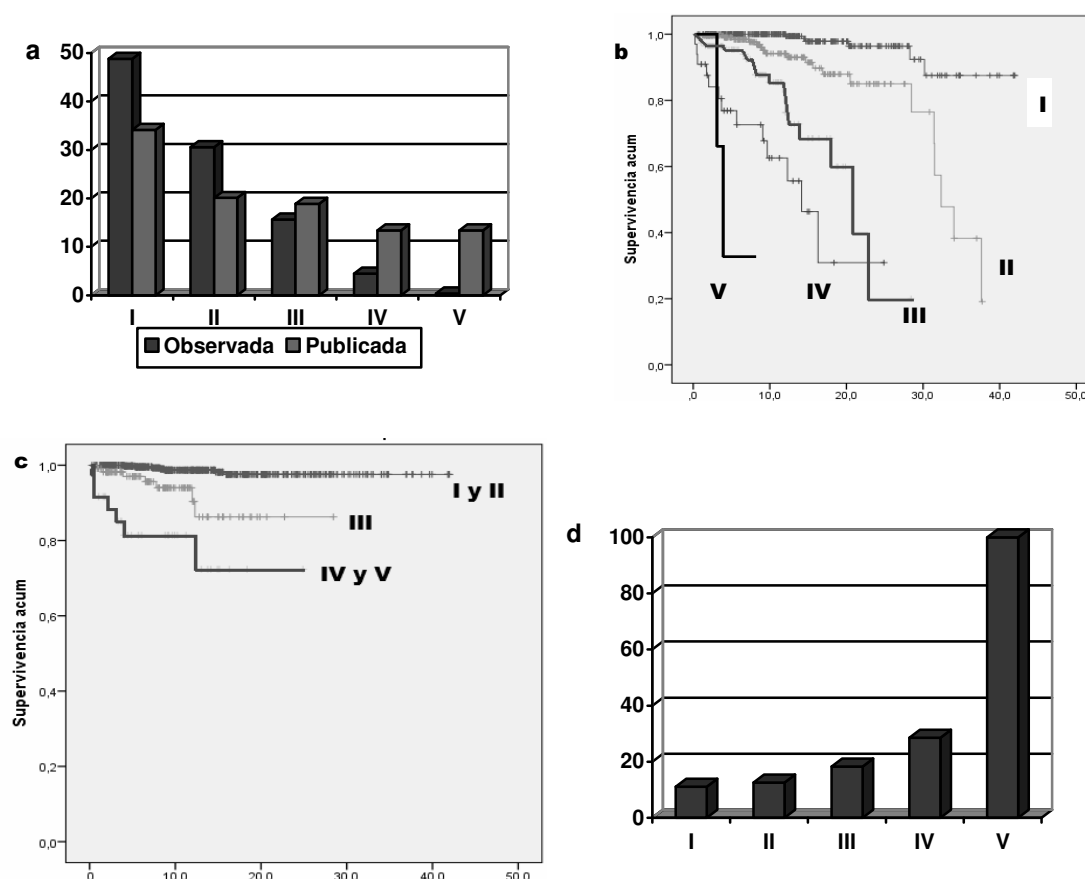 a
50
40
30
20
10
0
I II III IV V
Observada Publicada
b
Supervivencia acum
1,0
0,8
0,6
0,4
0,2
0,0
I
II
III
IV
V
,0 10,0 20,0 30,0 40,0 50,0
c
Supervivencia acum
1,0
0,8
0,6
0,4
0,2
0,0
I y II
III
IV y V
10,0 20,0 30,0 40,0 50,0
d
100
80
60
40
20
0
I II III IV V